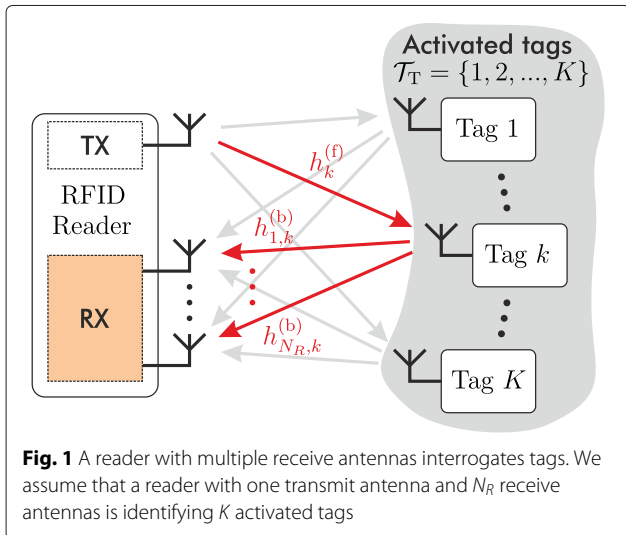 Activated tags
𝒯_T = {1, 2, ..., K}
TX
RFID
Reader
RX
h_k^(f)
h_{1,k}^(b)
h_{N_R,k}^(b)
Tag 1
Tag k
Tag K
Fig. 1 A reader with multiple receive antennas interrogates tags. We
assume that a reader with one transmit antenna and N_R receive
antennas is identifying K activated tags